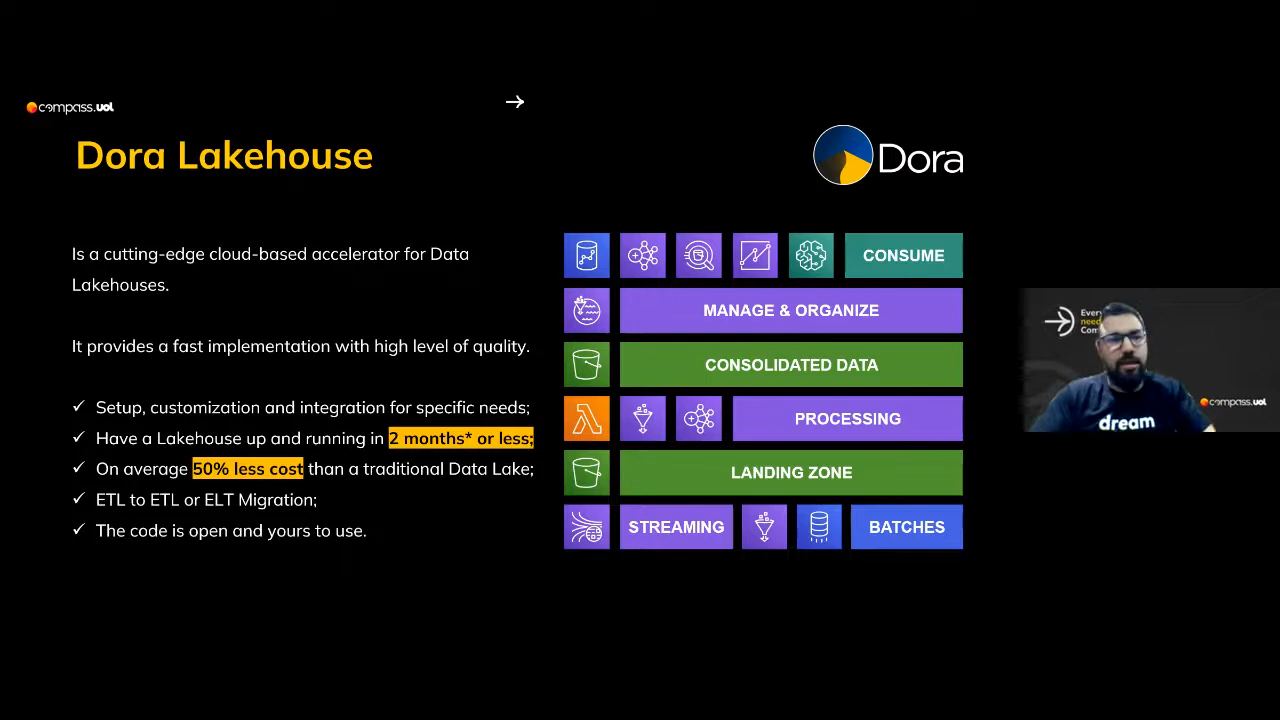 compass.uol
Dora Lakehouse
Dora
Is a cutting-edge cloud-based accelerator for Data
Lakehouses.
It provides a fast implementation with high level of quality.
Setup, customization and integration for specific needs;
Have a Lakehouse up and running in 2 months* or less;
On average 50% less cost than a traditional Data Lake;
ETL to ETL or ELT Migration;
The code is open and yours to use.
CONSUME
MANAGE & ORGANIZE
CONSOLIDATED DATA
PROCESSING
LANDING ZONE
STREAMING
BATCHES
Every
need
Com
compass.uol
dream